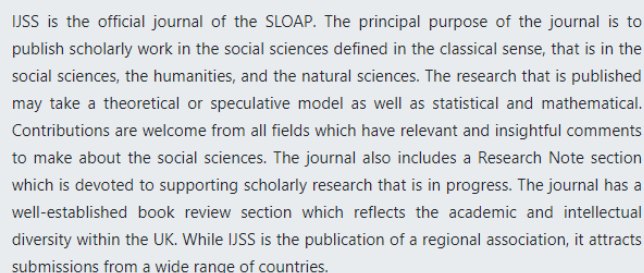 IJSS is the official journal of the SLOAP. The principal purpose of the journal is to
publish scholarly work in the social sciences defined in the classical sense, that is in the
social sciences, the humanities, and the natural sciences. The research that is published
may take a theoretical or speculative model as well as statistical and mathematical.
Contributions are welcome from all fields which have relevant and insightful comments
to make about the social sciences. The journal also includes a Research Note section
which is devoted to supporting scholarly research that is in progress. The journal has a
well-established book review section which reflects the academic and intellectual
diversity within the UK. While IJSS is the publication of a regional association, it attracts
submissions from a wide range of countries.